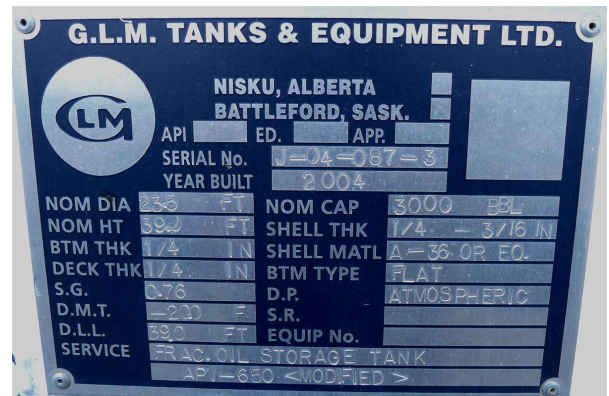 G.L.M. TANKS & EQUIPMENT LTD.
GLM
NISKU, ALBERTA
BATTLEFORD, SASK.
API ED. APP.
SERIAL No. J-04-087-3
YEAR BUILT 2004
NOM DIA 23.5 FT NOM CAP 3000 BBL
NOM HT 39.0 FT SHELL THK 1/4 - 3/16 IN
BTM THK 1/4 IN SHELL MATL A-36 OR EQ.
DECK THK 1/4 IN BTM TYPE FLAT
S.G. 0.76 D.P. ATMOSPHERIC
D.M.T. F. S.R.
D.L.L. 39.0 FT EQUIP No.
SERVICE FRAC. OIL STORAGE TANK
API-650 <MODIFIED>